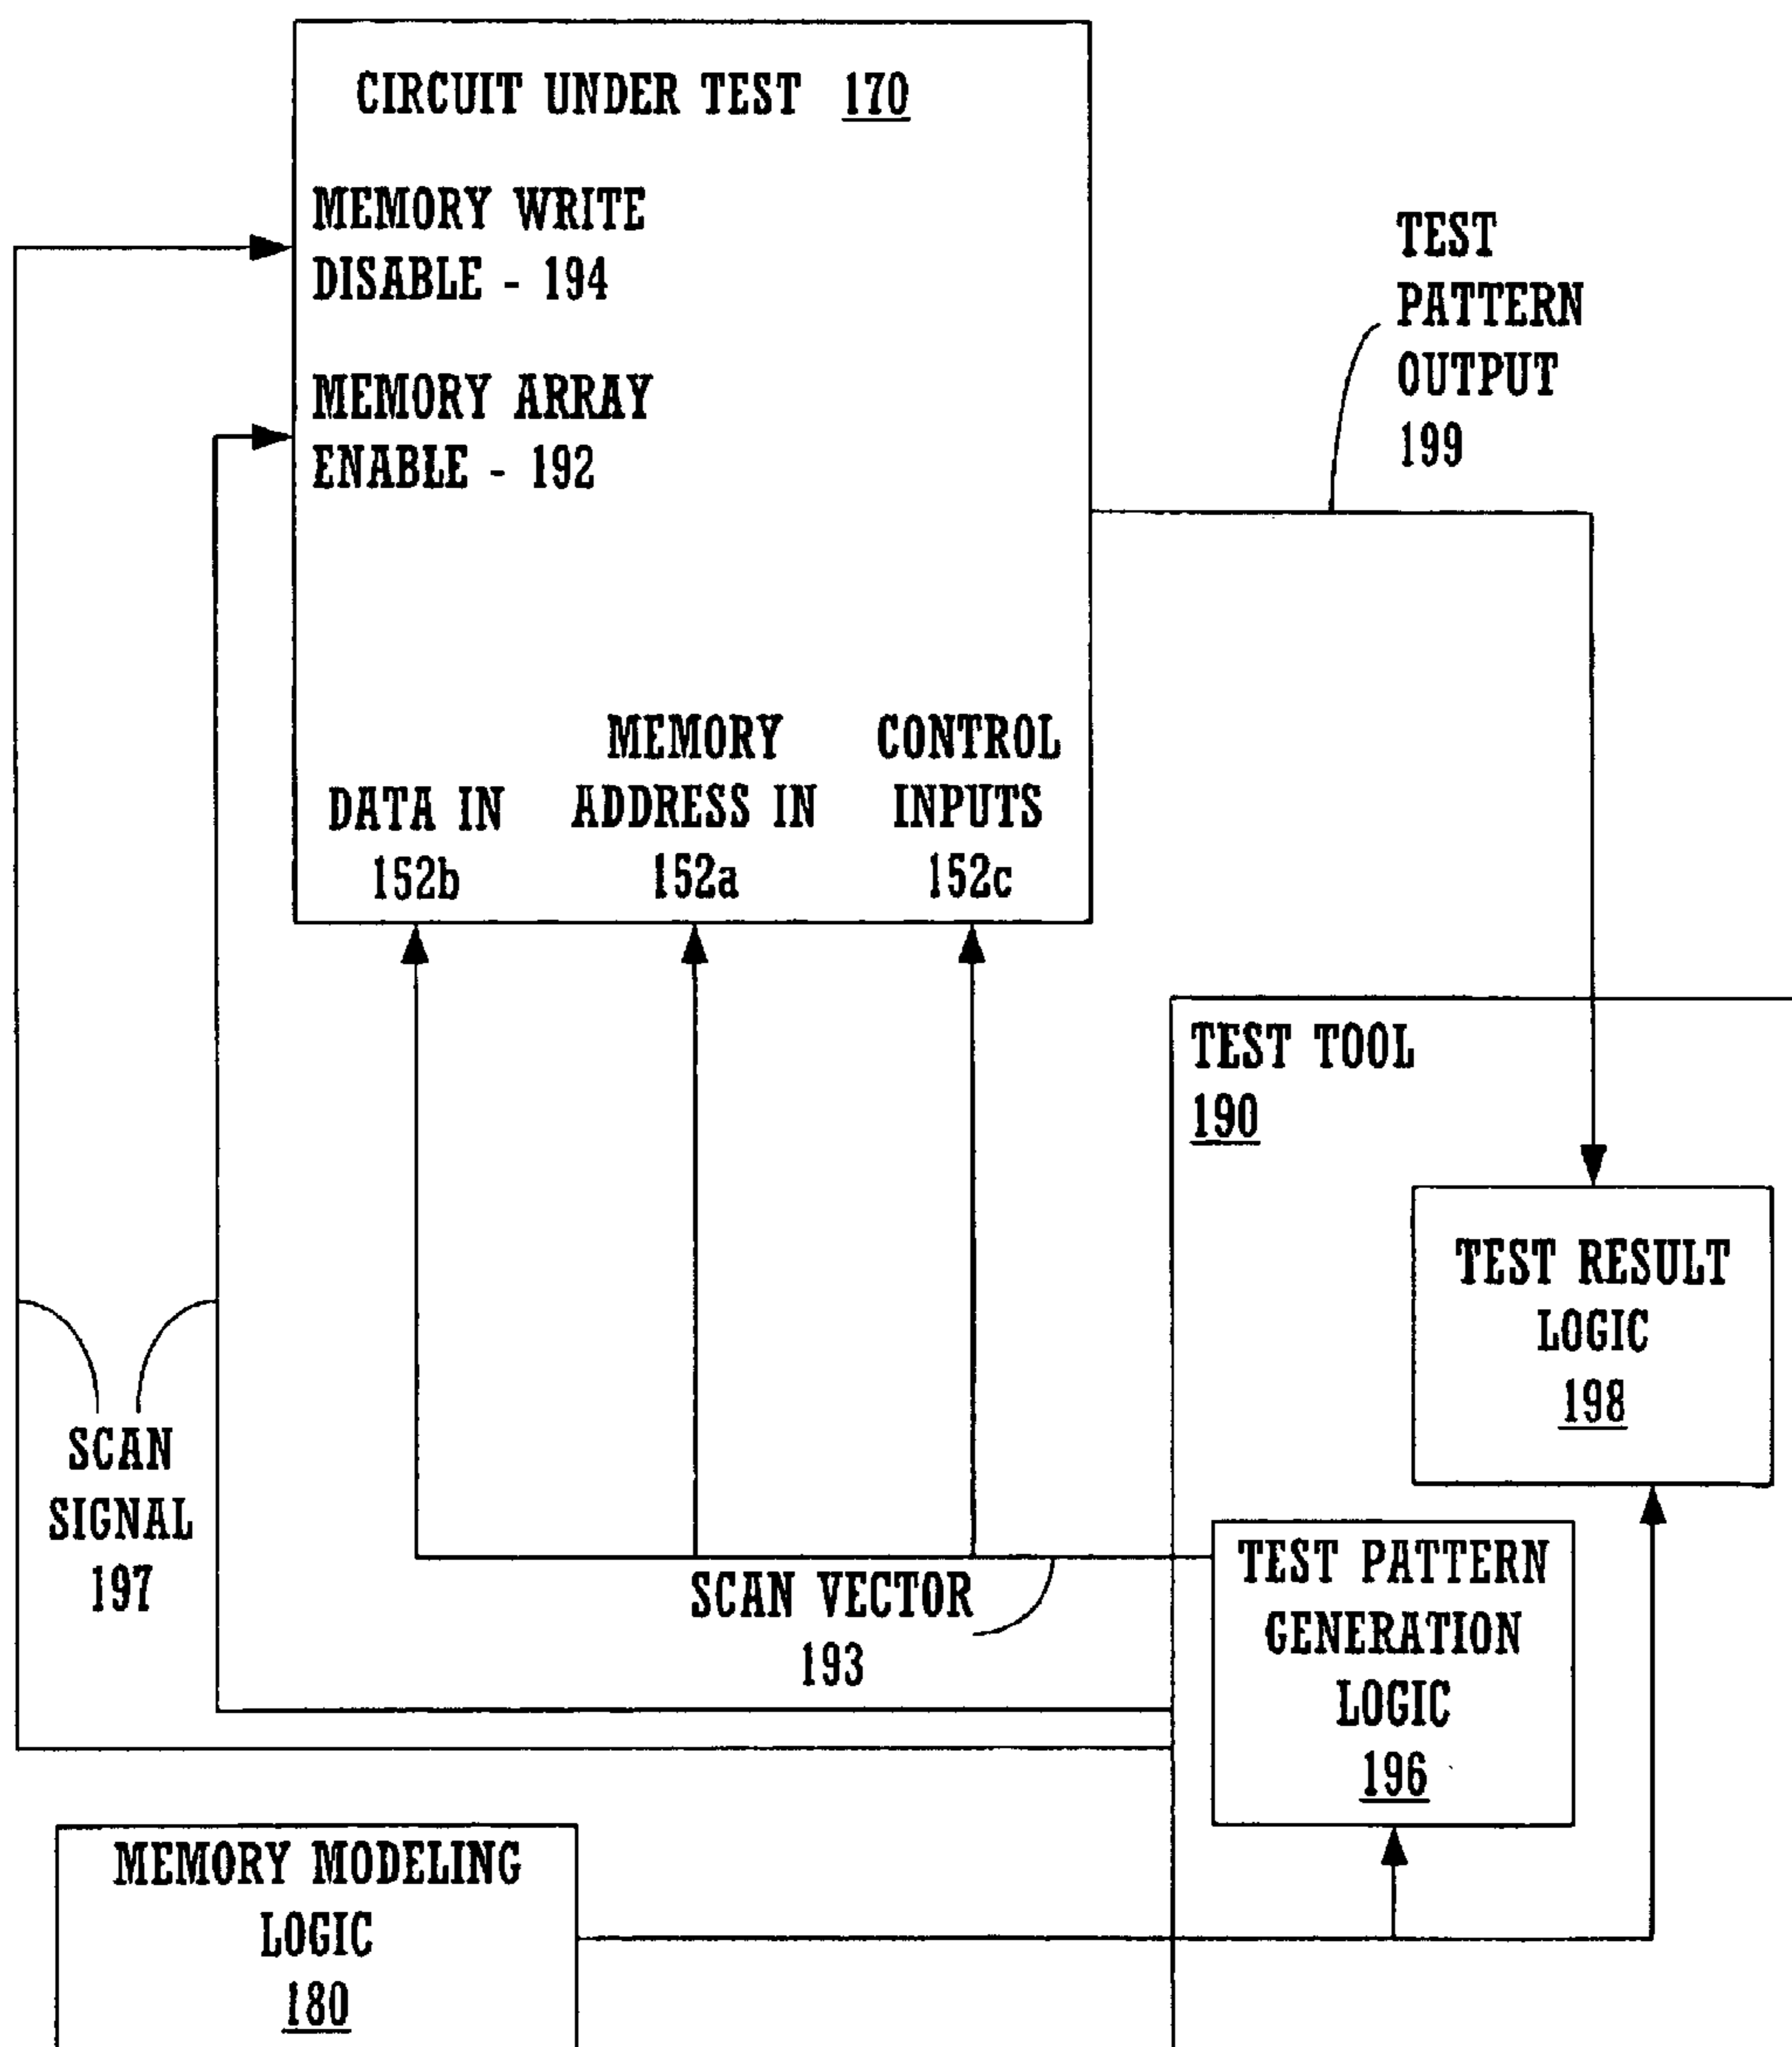 CIRCUIT UNDER TEST 170
MEMORY WRITE
DISABLE - 194
MEMORY ARRAY
ENABLE - 192
TEST
PATTERN
OUTPUT
199
DATA IN
152b
MEMORY
ADDRESS IN
152a
CONTROL
INPUTS
152c
TEST TOOL
190
TEST RESULT
LOGIC
198
SCAN
SIGNAL
197
SCAN VECTOR
193
TEST PATTERN
GENERATION
LOGIC
196
MEMORY MODELING
LOGIC
180